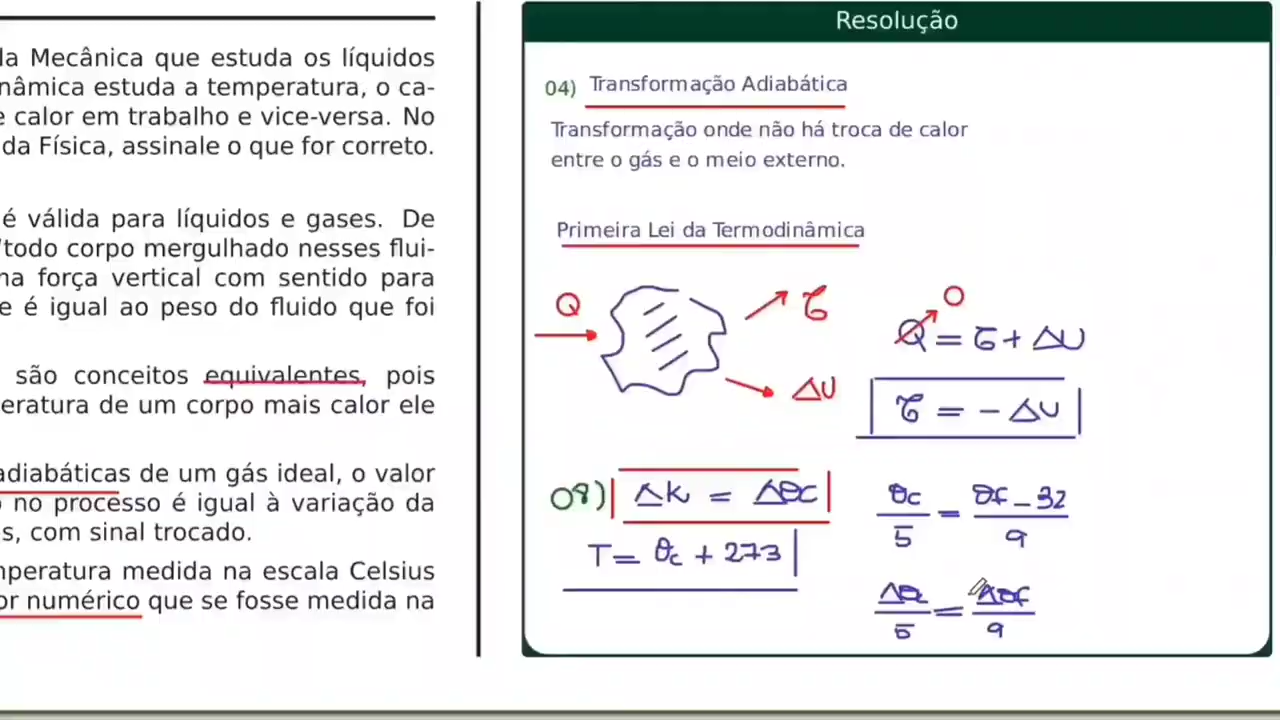 la Mecânica que estuda os líquidos
nâmica estuda a temperatura, o ca-
e calor em trabalho e vice-versa. No
da Física, assinale o que for correto.
é válida para líquidos e gases. De
"todo corpo mergulhado nesses flui-
na força vertical com sentido para
e é igual ao peso do fluido que foi
são conceitos equivalentes, pois
eratura de um corpo mais calor ele
adiabáticas de um gás ideal, o valor
o no processo é igual à variação da
s, com sinal trocado.
mperatura medida na escala Celsius
or numérico que se fosse medida na
Resolução
04) Transformação Adiabática
Transformação onde não há troca de calor
entre o gás e o meio externo.
Primeira Lei da Termodinâmica
Q
𝒞
ΔU
0
Q = 𝒞 + ΔU
𝒞 = - ΔU
08) ΔK = ΔθC
T = θc + 273
θc/5 = θf - 32/9
Δθc/5 = Δθf/9